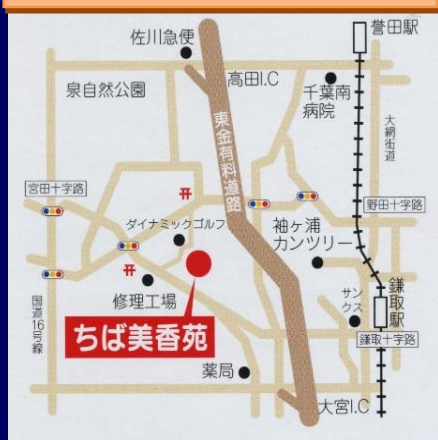 佐川急便
誉田駅
高田I.C
泉自然公園
千葉南
病院
大網街道
東金有料道路
宮田十字路
野田十字路
ダイナミックゴルフ
袖ヶ浦
カンツリー
修理工場
サン
クス
鎌取駅
国道16号線
ちば美香苑
鎌取十字路
薬局
大宮I.C